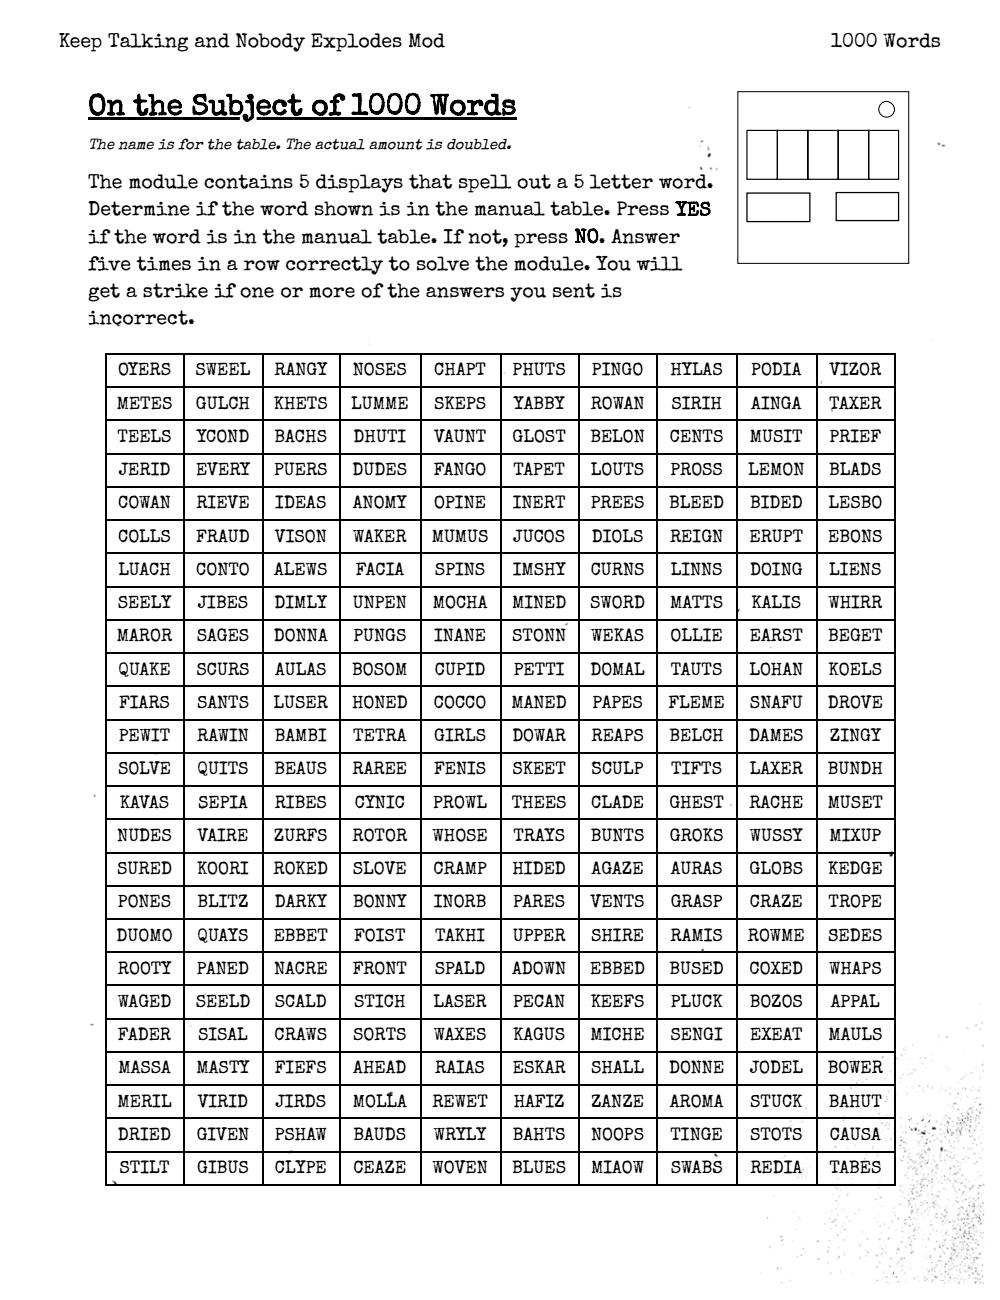 Keep Talking and Nobody Explodes Mod 1000 Words
On the Subject of 1000 Words
The name is for the table. The actual amount is doubled.
The module contains 5 displays that spell out a 5 letter word.
Determine if the word shown is in the manual table. Press YES
if the word is in the manual table. If not, press NO. Answer
five times in a row correctly to solve the module. You will
get a strike if one or more of the answers you sent is
incorrect.
OYERS SWEEL RANGY NOSES CHAPT PHUTS PINGO HYLAS PODIA VIZOR
METES GULCH KHETS LUMME SKEPS YABBY ROWAN SIRIH AINGA TAXER
TEELS YCOND BACHS DHUTI VAUNT GLOST BELON CENTS MUSIT PRIEF
JERID EVERY PUERS DUDES FANGO TAPET LOUTS PROSS LEMON BLADS
COWAN RIEVE IDEAS ANOMY OPINE INERT PREES BLEED BIDED LESBO
COLLS FRAUD VISON WAKER MUMUS JUCOS DIOLS REIGN ERUPT EBONS
LUACH CONTO ALEWS FACIA SPINS IMSHY CURNS LINNS DOING LIENS
SEELY JIBES DIMLY UNPEN MOCHA MINED SWORD MATTS KALIS WHIRR
MAROR SAGES DONNA PUNGS INANE STONN WEKAS OLLIE EARST BEGET
QUAKE SCURS AULAS BOSOM CUPID PETTI DOMAL TAUTS LOHAN KOELS
FIARS SANTS LUSER HONED COCCO MANED PAPES FLEME SNAFU DROVE
PEWIT RAWIN BAMBI TETRA GIRLS DOWAR REAPS BELCH DAMES ZINGY
SOLVE QUITS BEAUS RAREE FENIS SKEET SCULP TIFTS LAXER BUNDH
KAVAS SEPIA RIBES CYNIC PROWL THEES CLADE GHEST RACHE MUSET
NUDES VAIRE ZURFS ROTOR WHOSE TRAYS BUNTS GROKS WUSSY MIXUP
SURED KOORI ROKED SLOVE CRAMP HIDED AGAZE AURAS GLOBS KEDGE
PONES BLITZ DARKY BONNY INORB PARES VENTS GRASP CRAZE TROPE
DUOMO QUAYS EBBET FOIST TAKHI UPPER SHIRE RAMIS ROWME SEDES
ROOTY PANED NACRE FRONT SPALD ADOWN EBBED BUSED COXED WHAPS
WAGED SEELD SCALD STICH LASER PECAN KEEFS PLUCK BOZOS APPAL
FADER SISAL CRAWS SORTS WAXES KAGUS MICHE SENGI EXEAT MAULS
MASSA MASTY FIEFS AHEAD RAIAS ESKAR SHALL DONNE JODEL BOWER
MERIL VIRID JIRDS MOLLA REWET HAFIZ ZANZE AROMA STUCK BAHUT
DRIED GIVEN PSHAW BAUDS WRYLY BAHTS NOOPS TINGE STOTS CAUSA
STILT GIBUS CLYPE CEAZE WOVEN BLUES MIAOW SWABS REDIA TABES